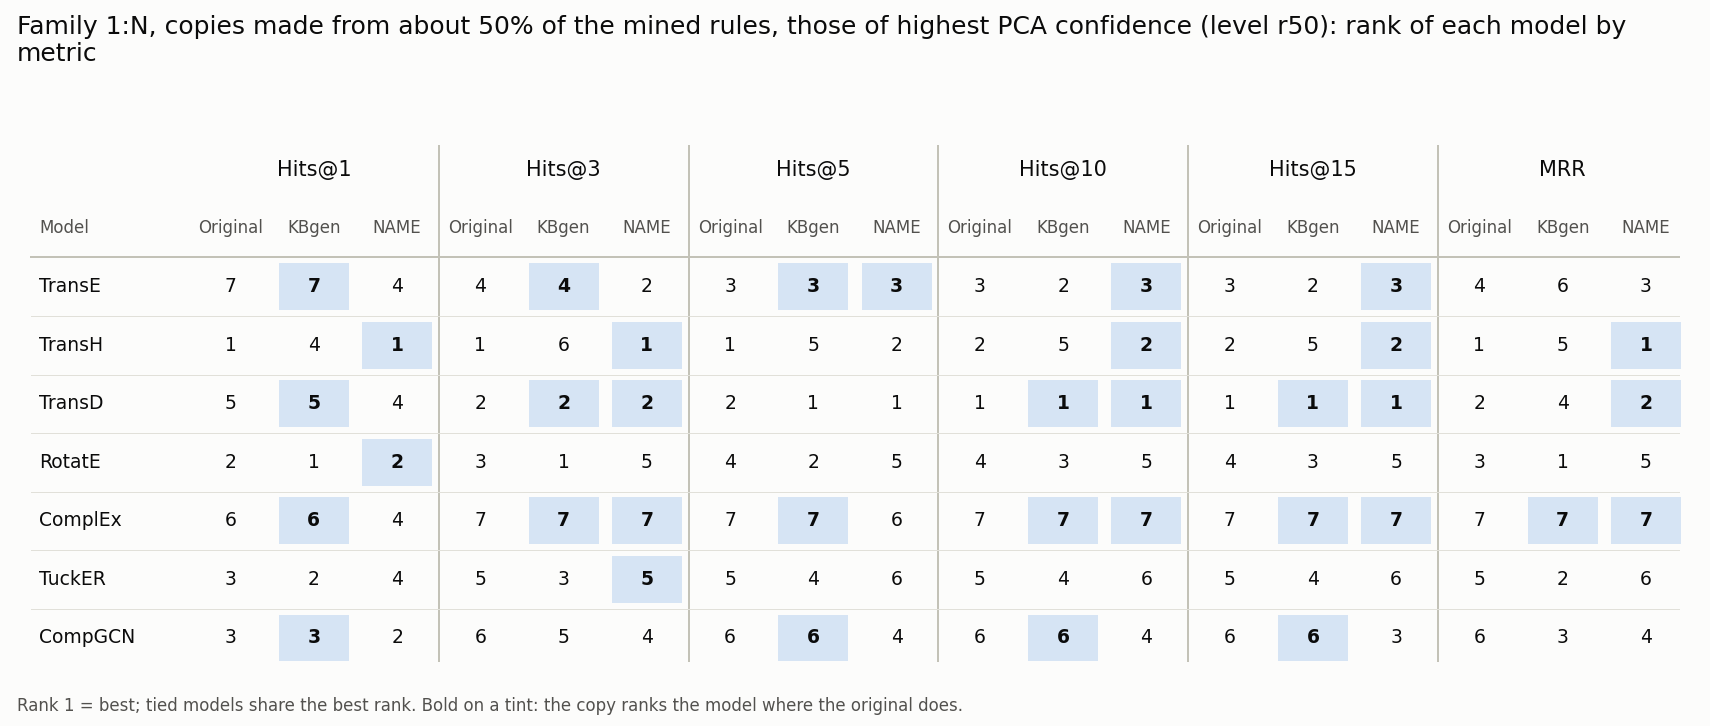 Family 1:N, copies made from about 50% of the mined rules, those of highest PCA confidence (level r50): rank of each model by
metric
Hits@1 Hits@3 Hits@5 Hits@10 Hits@15 MRR
Model Original KBgen NAME Original KBgen NAME Original KBgen NAME Original KBgen NAME Original KBgen NAME Original KBgen NAME
TransE 7 7 4 4 4 2 3 3 3 3 2 3 3 2 3 4 6 3
TransH 1 4 1 1 6 1 1 5 2 2 5 2 2 5 2 1 5 1
TransD 5 5 4 2 2 2 2 1 1 1 1 1 1 1 1 2 4 2
RotatE 2 1 2 3 1 5 4 2 5 4 3 5 4 3 5 3 1 5
ComplEx 6 6 4 7 7 7 7 7 6 7 7 7 7 7 7 7 7 7
TuckER 3 2 4 5 3 5 5 4 6 5 4 6 5 4 6 5 2 6
CompGCN 3 3 2 6 5 4 6 6 4 6 6 4 6 6 3 6 3 4
Rank 1 = best; tied models share the best rank. Bold on a tint: the copy ranks the model where the original does.